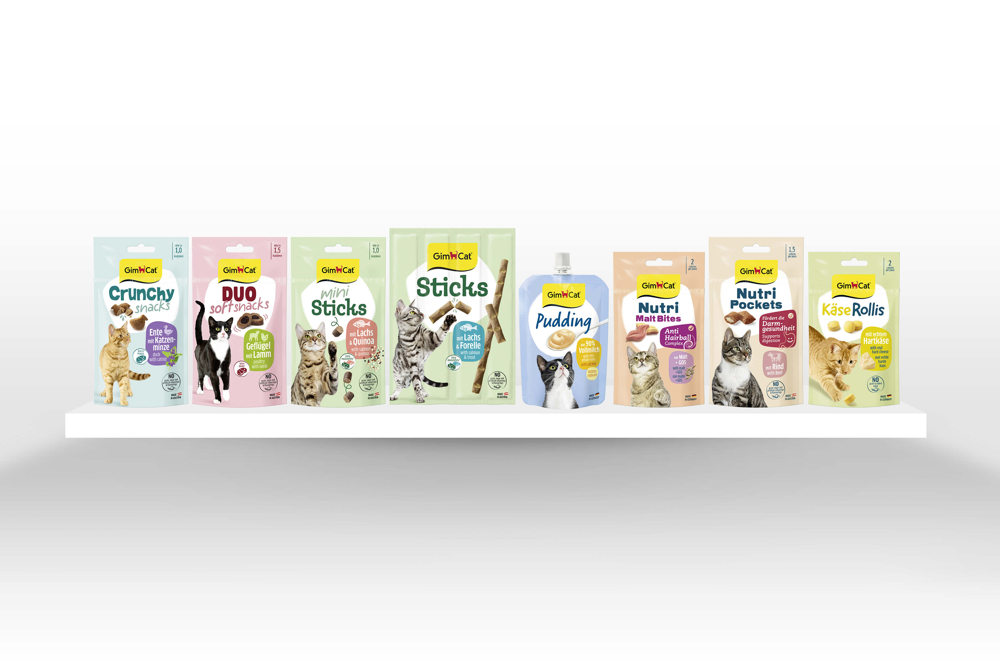 only ca.
1,0
kcal/piece
GimCat®
Crunchy
snacks
Ente
mit Katzen-
minze
duck
with catnip
Rich in
Protein
NO
grain, sugar and
artificial colourings
& flavourings
MADE
IN AUSTRIA
only ca.
1,5
kcal/piece
GimCat®
DUO
softsnacks
Geflügel
mit Lamm
poultry
with lamb
Extra
meaty*
NO
grain, sugar and
artificial colourings
& flavourings
MADE
IN AUSTRIA
only ca.
1,0
kcal/piece
GimCat®
mini
Sticks
mit Lachs
& Quinoa
with salmon
& quinoa
Extra
meaty & fishy*
NO
grain, sugar and
artificial colourings
& flavourings
MADE
IN AUSTRIA
GimCat®
Sticks
mit Lachs
& Forelle
with salmon
& trout
Extra
meaty & fishy*
NO
grain, sugar and
artificial colourings
& flavourings
MADE
IN AUSTRIA
GimCat®
Pudding
aus 90%
Vollmilch
with 90%
whole milk
with calcium
lactose-
reduced
MADE
IN GERMANY
2
calories
per piece
GimCat®
Nutri
Malt Bites
Anti
Hairball
Complex
mit Malt
+ GOS
with malt
+ GOS
con malto
+ GOS
MADE
IN GERMANY
1,5
calories
per piece
GimCat®
Nutri
Pockets
Fördert die
Darm-
gesundheit
Supports
digestion
mit Rind
with Beef
NO
grain, sugar and
artificial colourings
& flavourings
MADE
IN AUSTRIA
2
calories
per piece
GimCat®
KäseRollis
mit echtem
Hartkäse
with real
hard cheese
met echte
harde
kaas
NO
grain & added
sugar
MADE
IN GERMANY